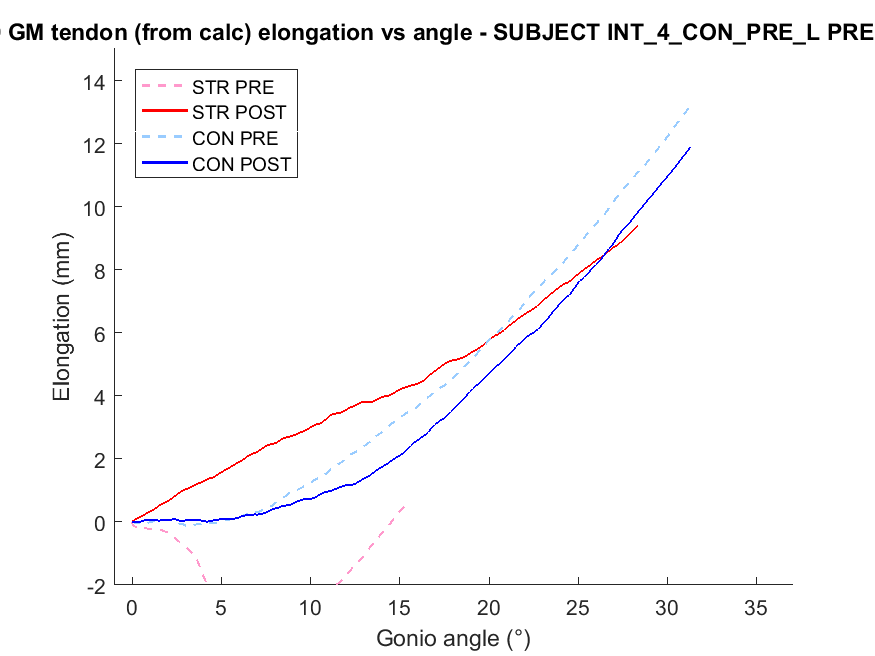 GM tendon (from calc) elongation vs angle - SUBJECT INT_4_CON_PRE_L PRE
STR PRE
STR POST
CON PRE
CON POST
Elongation (mm)
14
12
10
8
6
4
2
0
-2
0 5 10 15 20 25 30 35
Gonio angle (°)